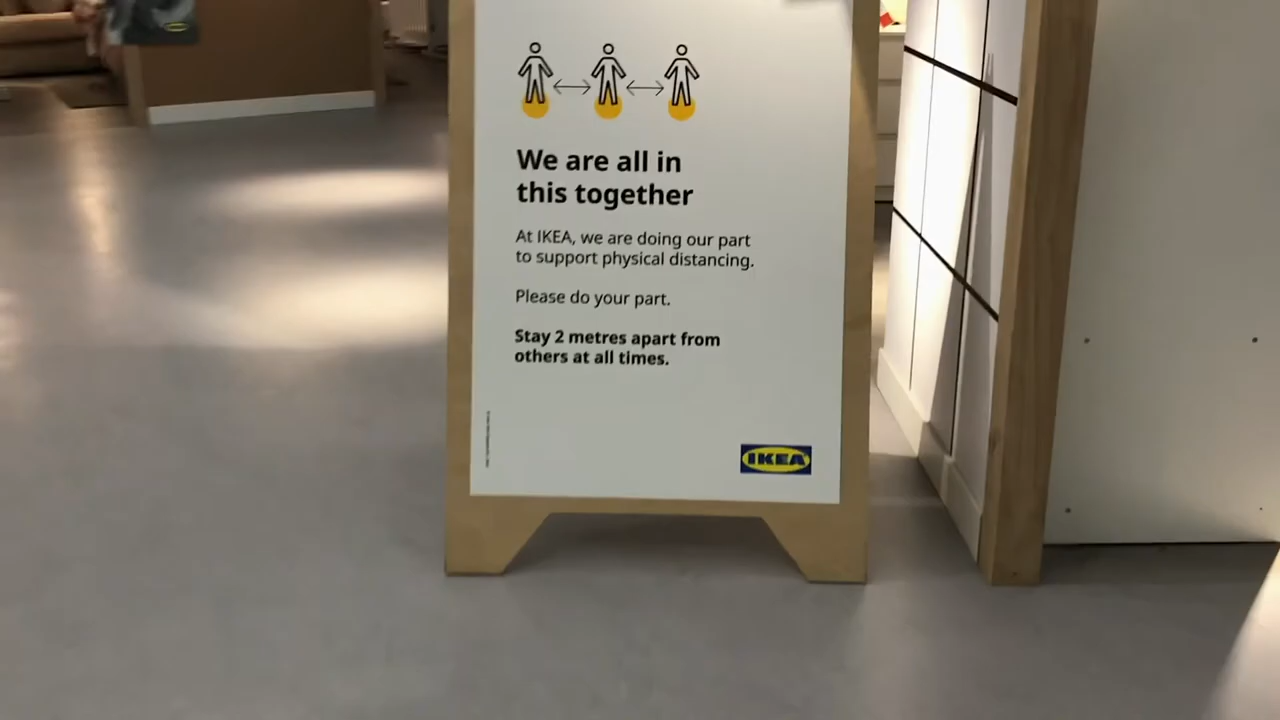 We are all in
this together
At IKEA, we are doing our part
to support physical distancing.
Please do your part.
Stay 2 metres apart from
others at all times.
IKEA